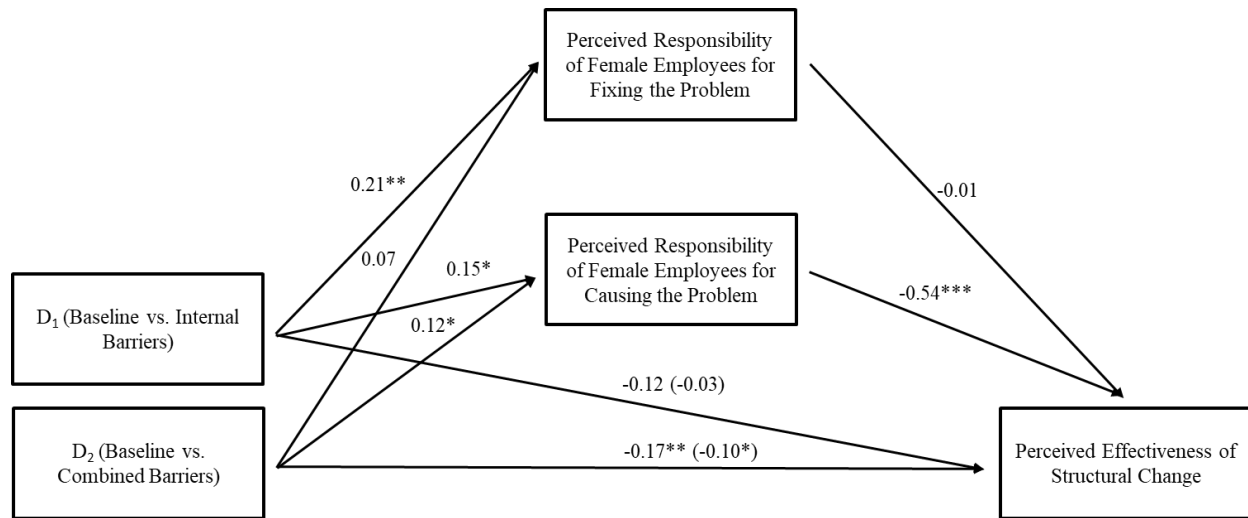 Perceived Responsibility
of Female Employees for
Fixing the Problem
0.21**
-0.01
0.07
Perceived Responsibility
of Female Employees for
Causing the Problem
0.15*
-0.54***
0.12*
D₁ (Baseline vs. Internal
Barriers)
-0.12 (-0.03)
D₂ (Baseline vs.
Combined Barriers)
-0.17** (-0.10*)
Perceived Effectiveness of
Structural Change